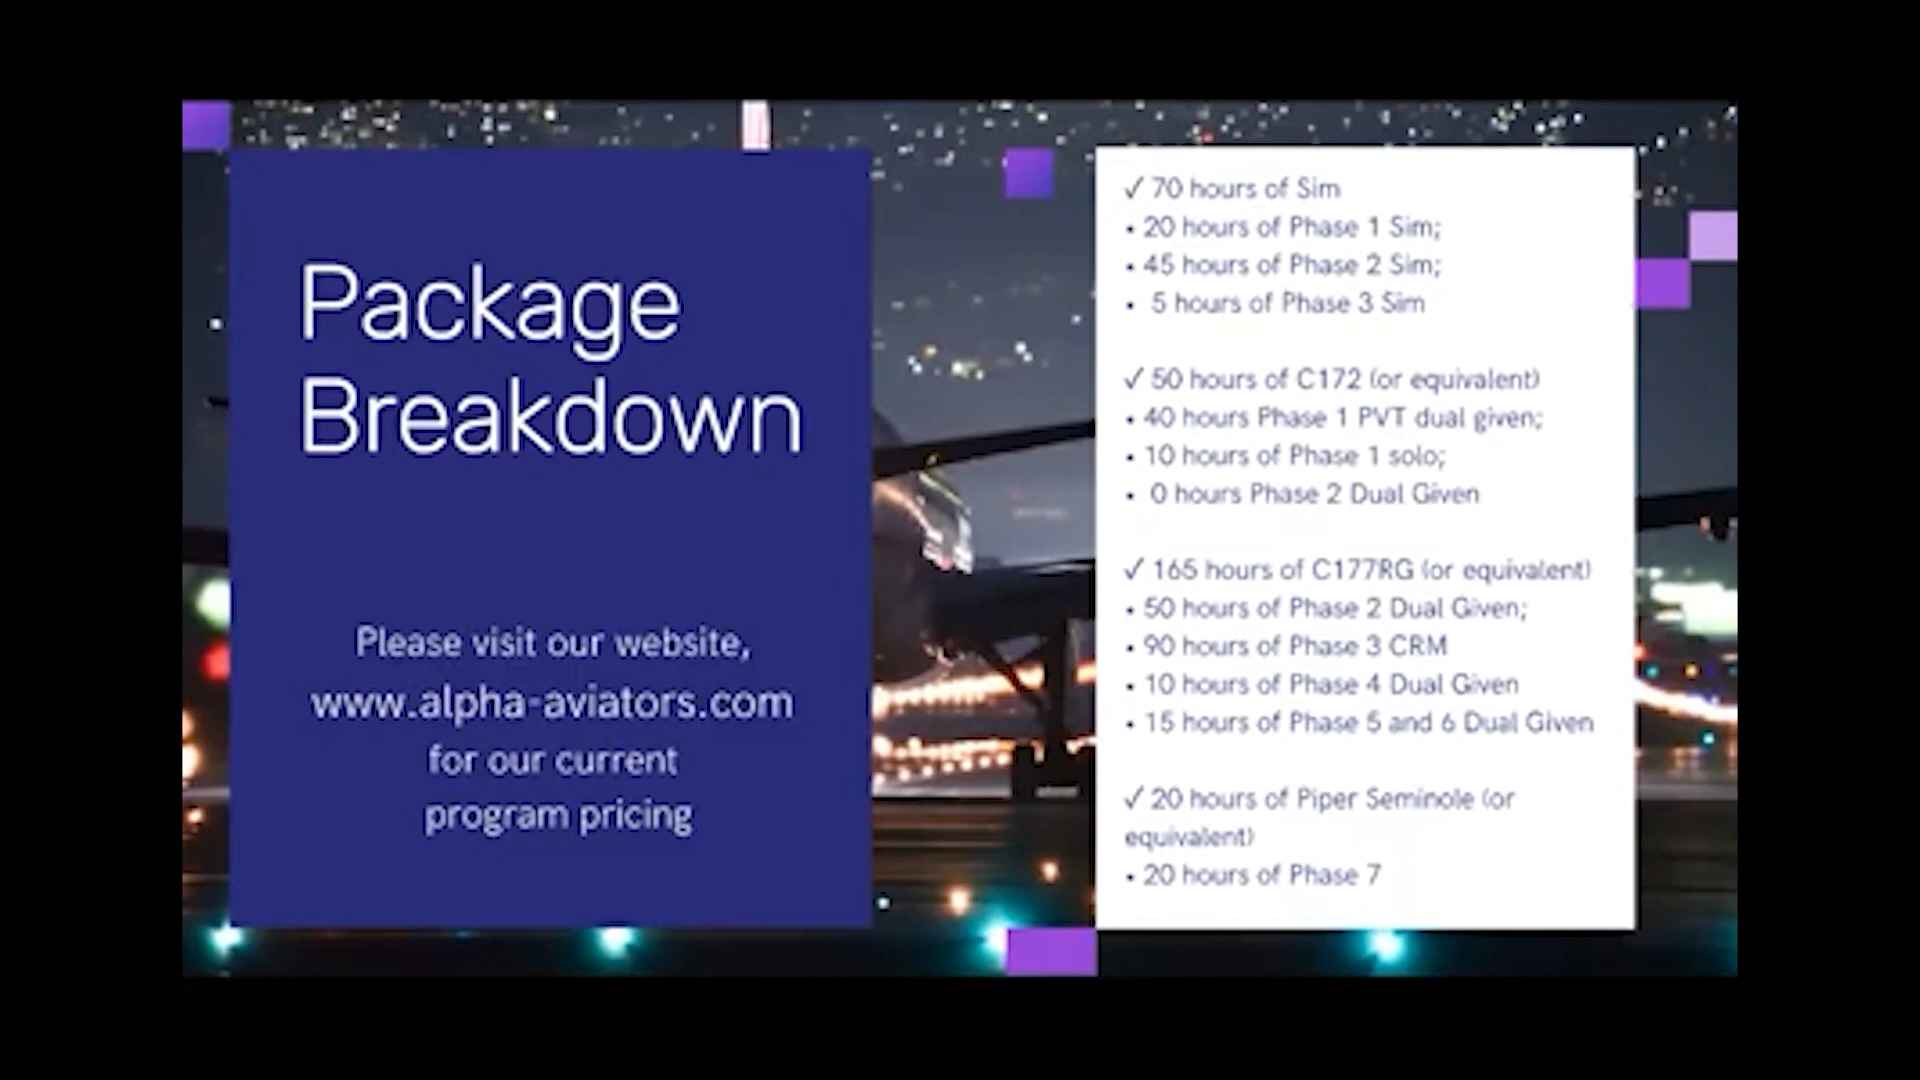 Package
Breakdown
Please visit our website,
www.alpha-aviators.com
for our current
program pricing
✓ 70 hours of Sim
• 20 hours of Phase 1 Sim;
• 45 hours of Phase 2 Sim;
• 5 hours of Phase 3 Sim
✓ 50 hours of C172 (or equivalent)
• 40 hours Phase 1 PVT dual given;
• 10 hours of Phase 1 solo;
• 0 hours Phase 2 Dual Given
✓ 165 hours of C177RG (or equivalent)
• 50 hours of Phase 2 Dual Given;
• 90 hours of Phase 3 CRM
• 10 hours of Phase 4 Dual Given
• 15 hours of Phase 5 and 6 Dual Given
✓ 20 hours of Piper Seminole (or
equivalent)
• 20 hours of Phase 7